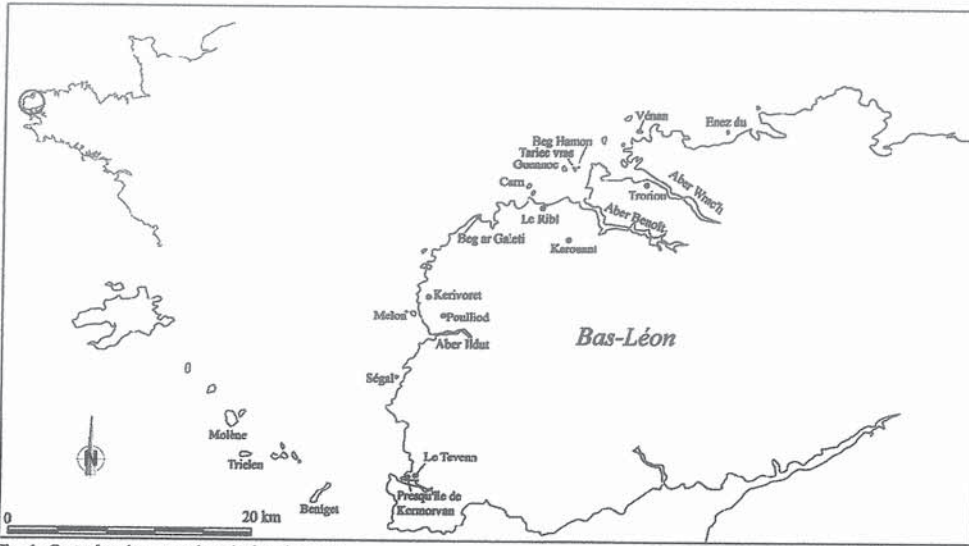 Vénan
Enez du
Beg Hamon
Tariec vras
Guennoc
Carn
Aber Wrac'h
Trorion
Le Ribl
Aber Benoît
Beg ar Galeti
Kerouant
Kerivoret
Melon
Poulliod
Aber Ildut
Bas-Léon
Ségal
Molène
Trielen
N
Le Tevenn
Beniget
Presqu'île de
Kermorvan
0
20 km